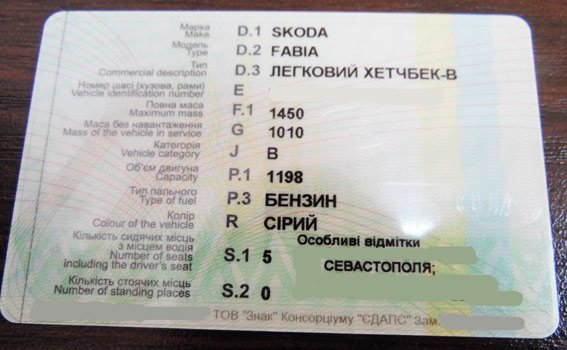 Марка
Make D.1 SKODA
Модель
Type D.2 FABIA
Тип
Commercial description D.3 ЛЕГКОВИЙ ХЕТЧБЕК-B
Номер шасі (кузова, рами)
Vehicle identification number E
Повна маса
Maximum mass F.1 1450
Маса без навантаження
Mass of the vehicle in service G 1010
Категорія
Vehicle category J B
Об'єм двигуна
Capacity P.1 1198
Тип пального
Type of fuel P.3 БЕНЗИН
Колір
Colour of the vehicle R СІРИЙ
Кількість сидячих місць
з місцем водія
Number of seats
including the driver's seat S.1 5
Особливі відмітки
СЕВАСТОПОЛЯ;
Кількість стоячих місць
Number of standing places S.2 0
ТОВ "Знак" Консорціуму "ЄДАПС" Зам.